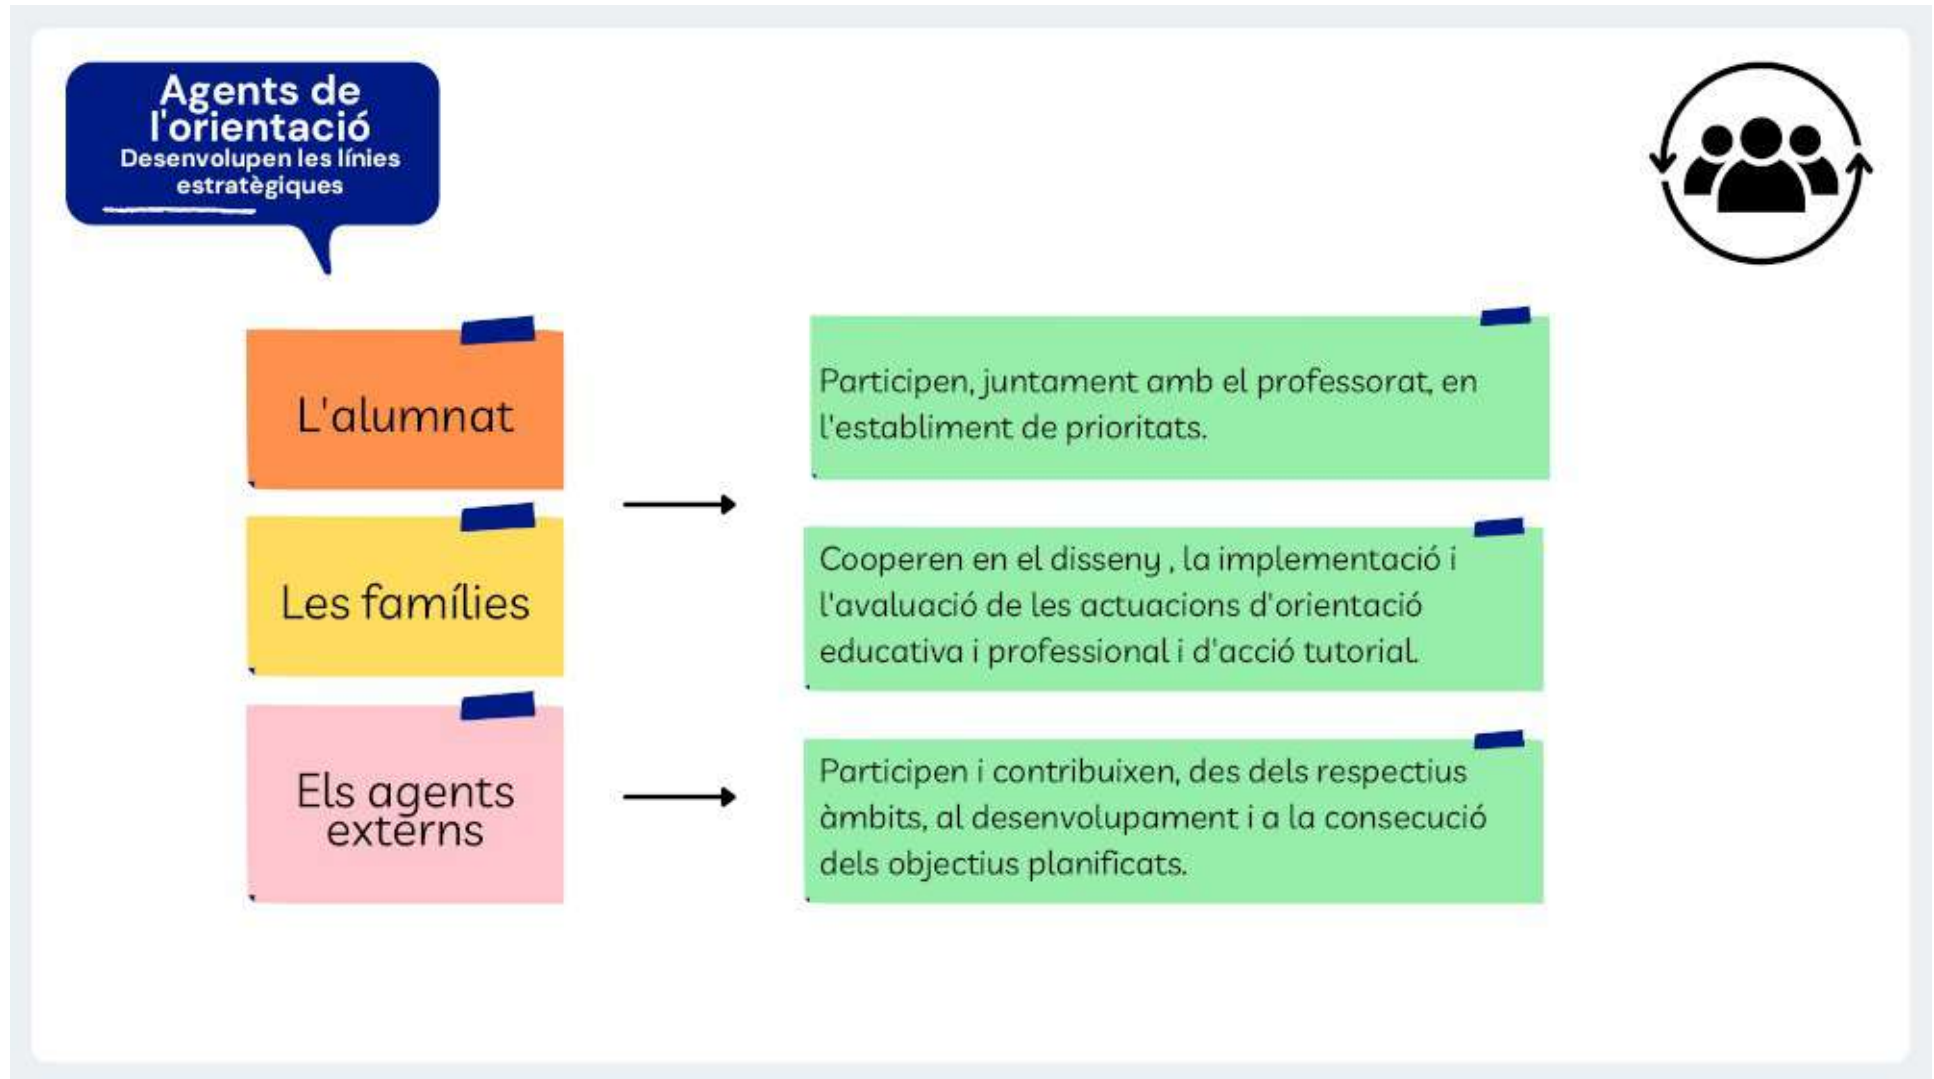 Agents de
l'orientació
Desenvolupen les línies
estratègiques
L'alumnat
Les famílies
Els agents
externs
Participen, juntament amb el professorat, en
l'establiment de prioritats.
Cooperen en el disseny , la implementació i
l'avaluació de les actuacions d'orientació
educativa i professional i d'acció tutorial.
Participen i contribuixen, des dels respectius
àmbits, al desenvolupament i a la consecució
dels objectius planificats.